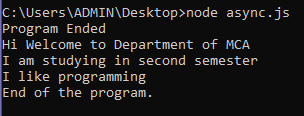 C:\Users\ADMIN\Desktop>node async.js
Program Ended
Hi Welcome to Department of MCA
I am studying in second semester
I like programming
End of the program.